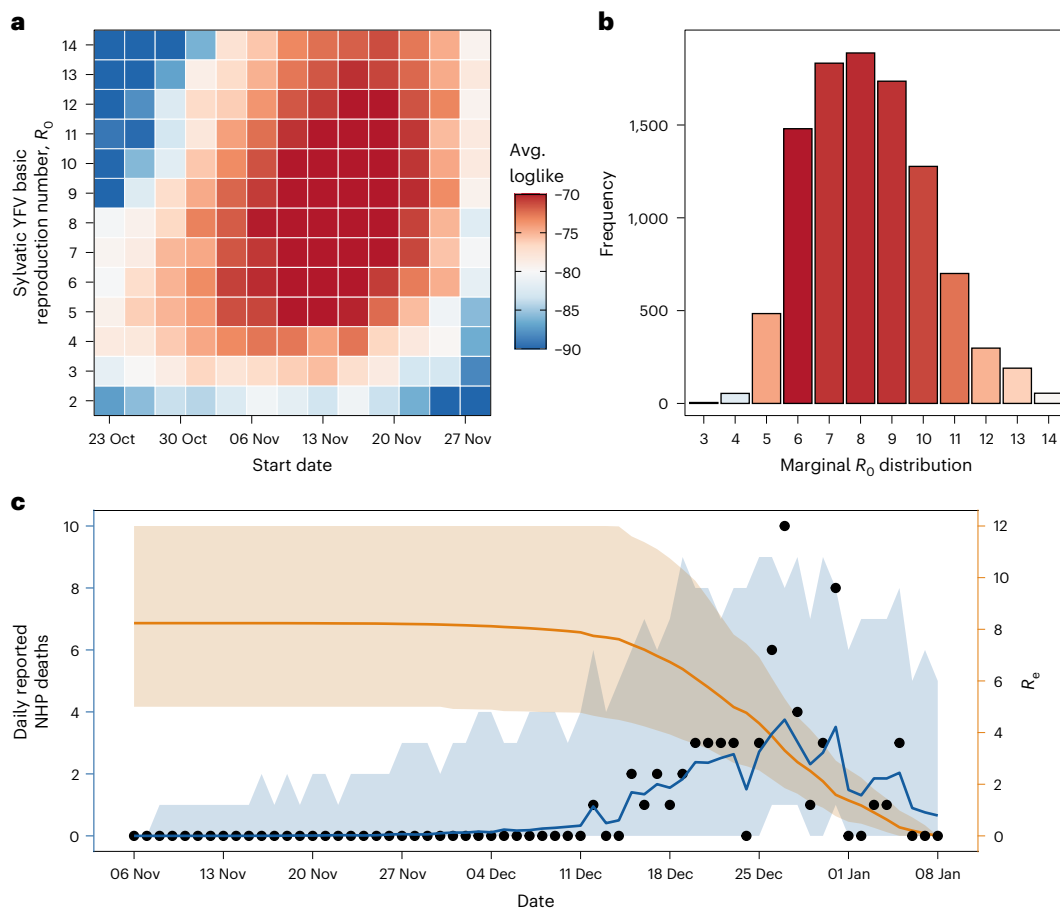 a
14
13
12
11
10
9
8
7
6
5
4
3
2
Sylvatic YFV basic
reproduction number, R0
23 Oct 30 Oct 06 Nov 13 Nov 20 Nov 27 Nov
Start date
Avg.
loglike
−70
−75
−80
−85
−90
b
1,500
1,000
500
0
Frequency
3 4 5 6 7 8 9 10 11 12 13 14
Marginal R0 distribution
c
10
8
6
4
2
0
Daily reported
NHP deaths
12
10
8
6
4
2
0
Re
06 Nov 13 Nov 20 Nov 27 Nov 04 Dec 11 Dec 18 Dec 25 Dec 01 Jan 08 Jan
Date